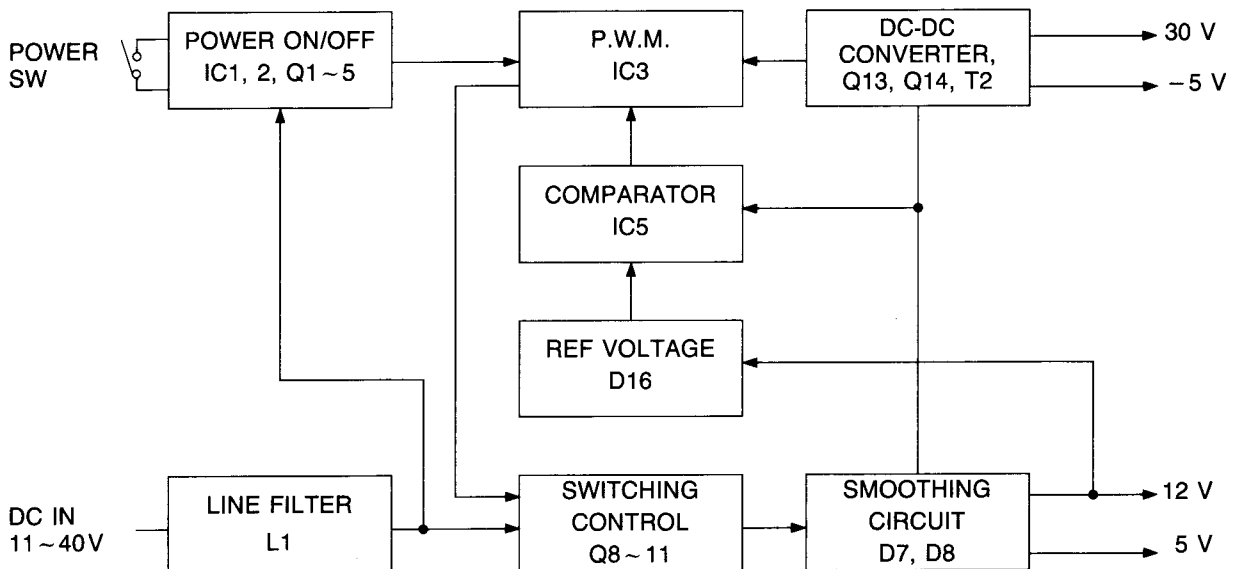 POWER
SW
POWER ON/OFF
IC1, 2, Q1~5
P.W.M.
IC3
DC-DC
CONVERTER,
Q13, Q14, T2
30 V
−5 V
COMPARATOR
IC5
REF VOLTAGE
D16
DC IN
11~40V
LINE FILTER
L1
SWITCHING
CONTROL
Q8~11
SMOOTHING
CIRCUIT
D7, D8
12 V
5 V